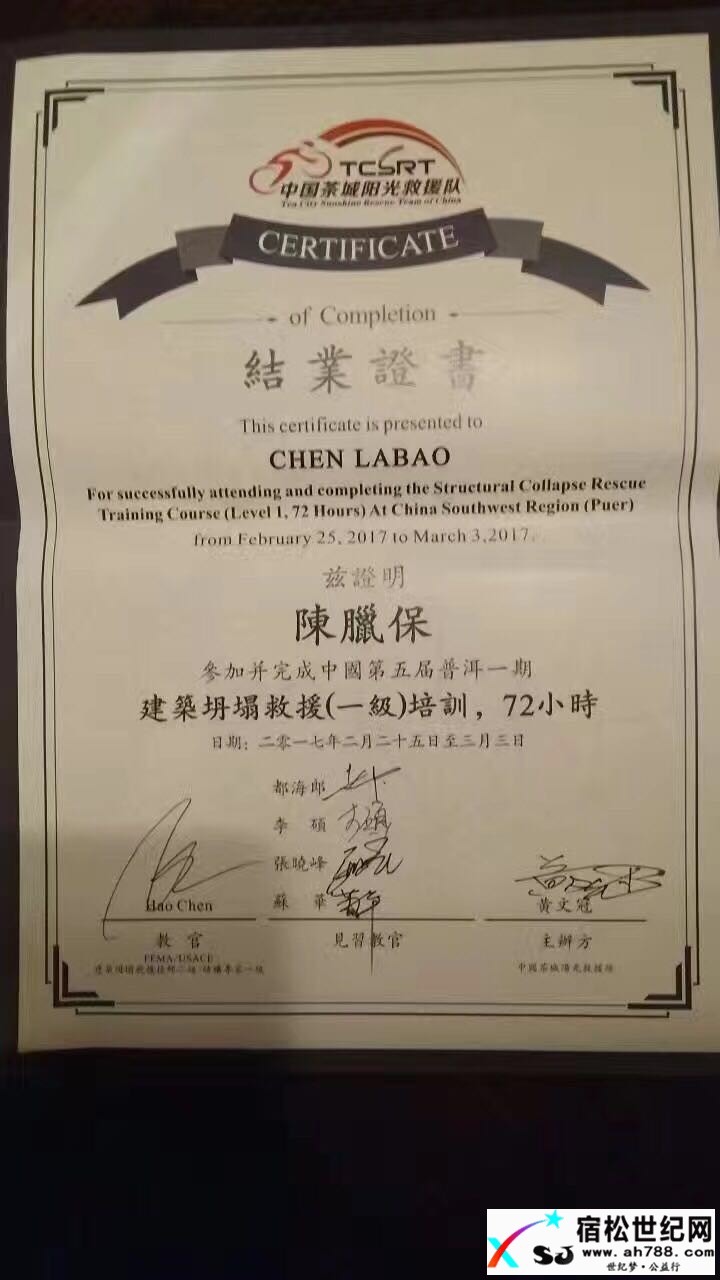 TCSRT
中国茶城阳光救援队
Tea City Sunshine Rescue Team of China
CERTIFICATE
of Completion
結業證書
This certificate is presented to
CHEN LABAO
For successfully attending and completing the Structural Collapse Rescue
Training Course (Level 1, 72 Hours) At China Southwest Region (Puer)
from February 25, 2017 to March 3,2017.
兹證明
陳臘保
參加并完成中國第五届普洱一期
建築坍塌救援(一級)培訓，72小時
日期：二零一七年二月二十五日至三月三日
都海郎
李 碩
張曉峰
蘇 華
Hao Chen
黃文冠
教官
見習教官
主辦方
FEMA/USACE
中國茶城陽光救援隊
宿松世纪网
XSJ
www.ah788.com
世纪梦·公益行